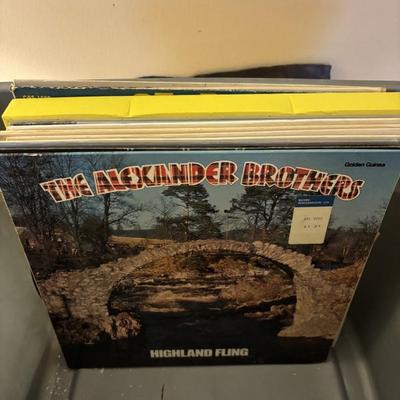 THE ALEXANDER BROTHERS
Golden Guinea
HIGHLAND FLING